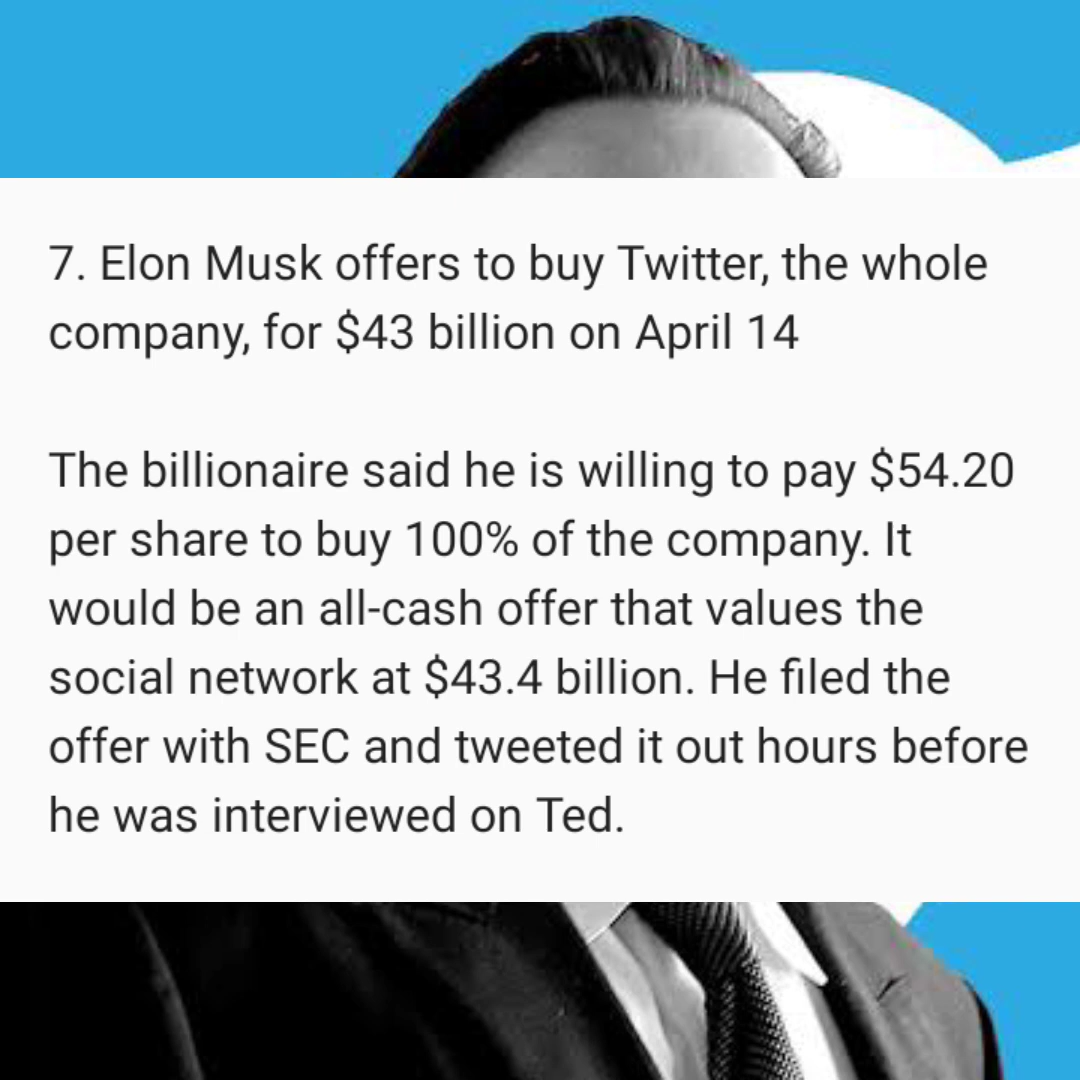 7. Elon Musk offers to buy Twitter, the whole
company, for $43 billion on April 14
The billionaire said he is willing to pay $54.20
per share to buy 100% of the company. It
would be an all-cash offer that values the
social network at $43.4 billion. He filed the
offer with SEC and tweeted it out hours before
he was interviewed on Ted.